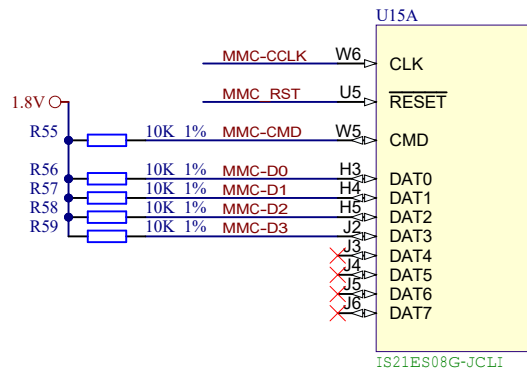 U15A
MMC-CCLK W6 CLK
MMC_RST U5 RESET
1.8V
R55 10K 1% MMC-CMD W5 CMD
R56 10K 1% MMC-D0 H3 DAT0
R57 10K 1% MMC-D1 H4 DAT1
R58 10K 1% MMC-D2 H5 DAT2
R59 10K 1% MMC-D3 J2 DAT3
J3 DAT4
J4 DAT5
J5 DAT6
J6 DAT7
IS21ES08G-JCLI